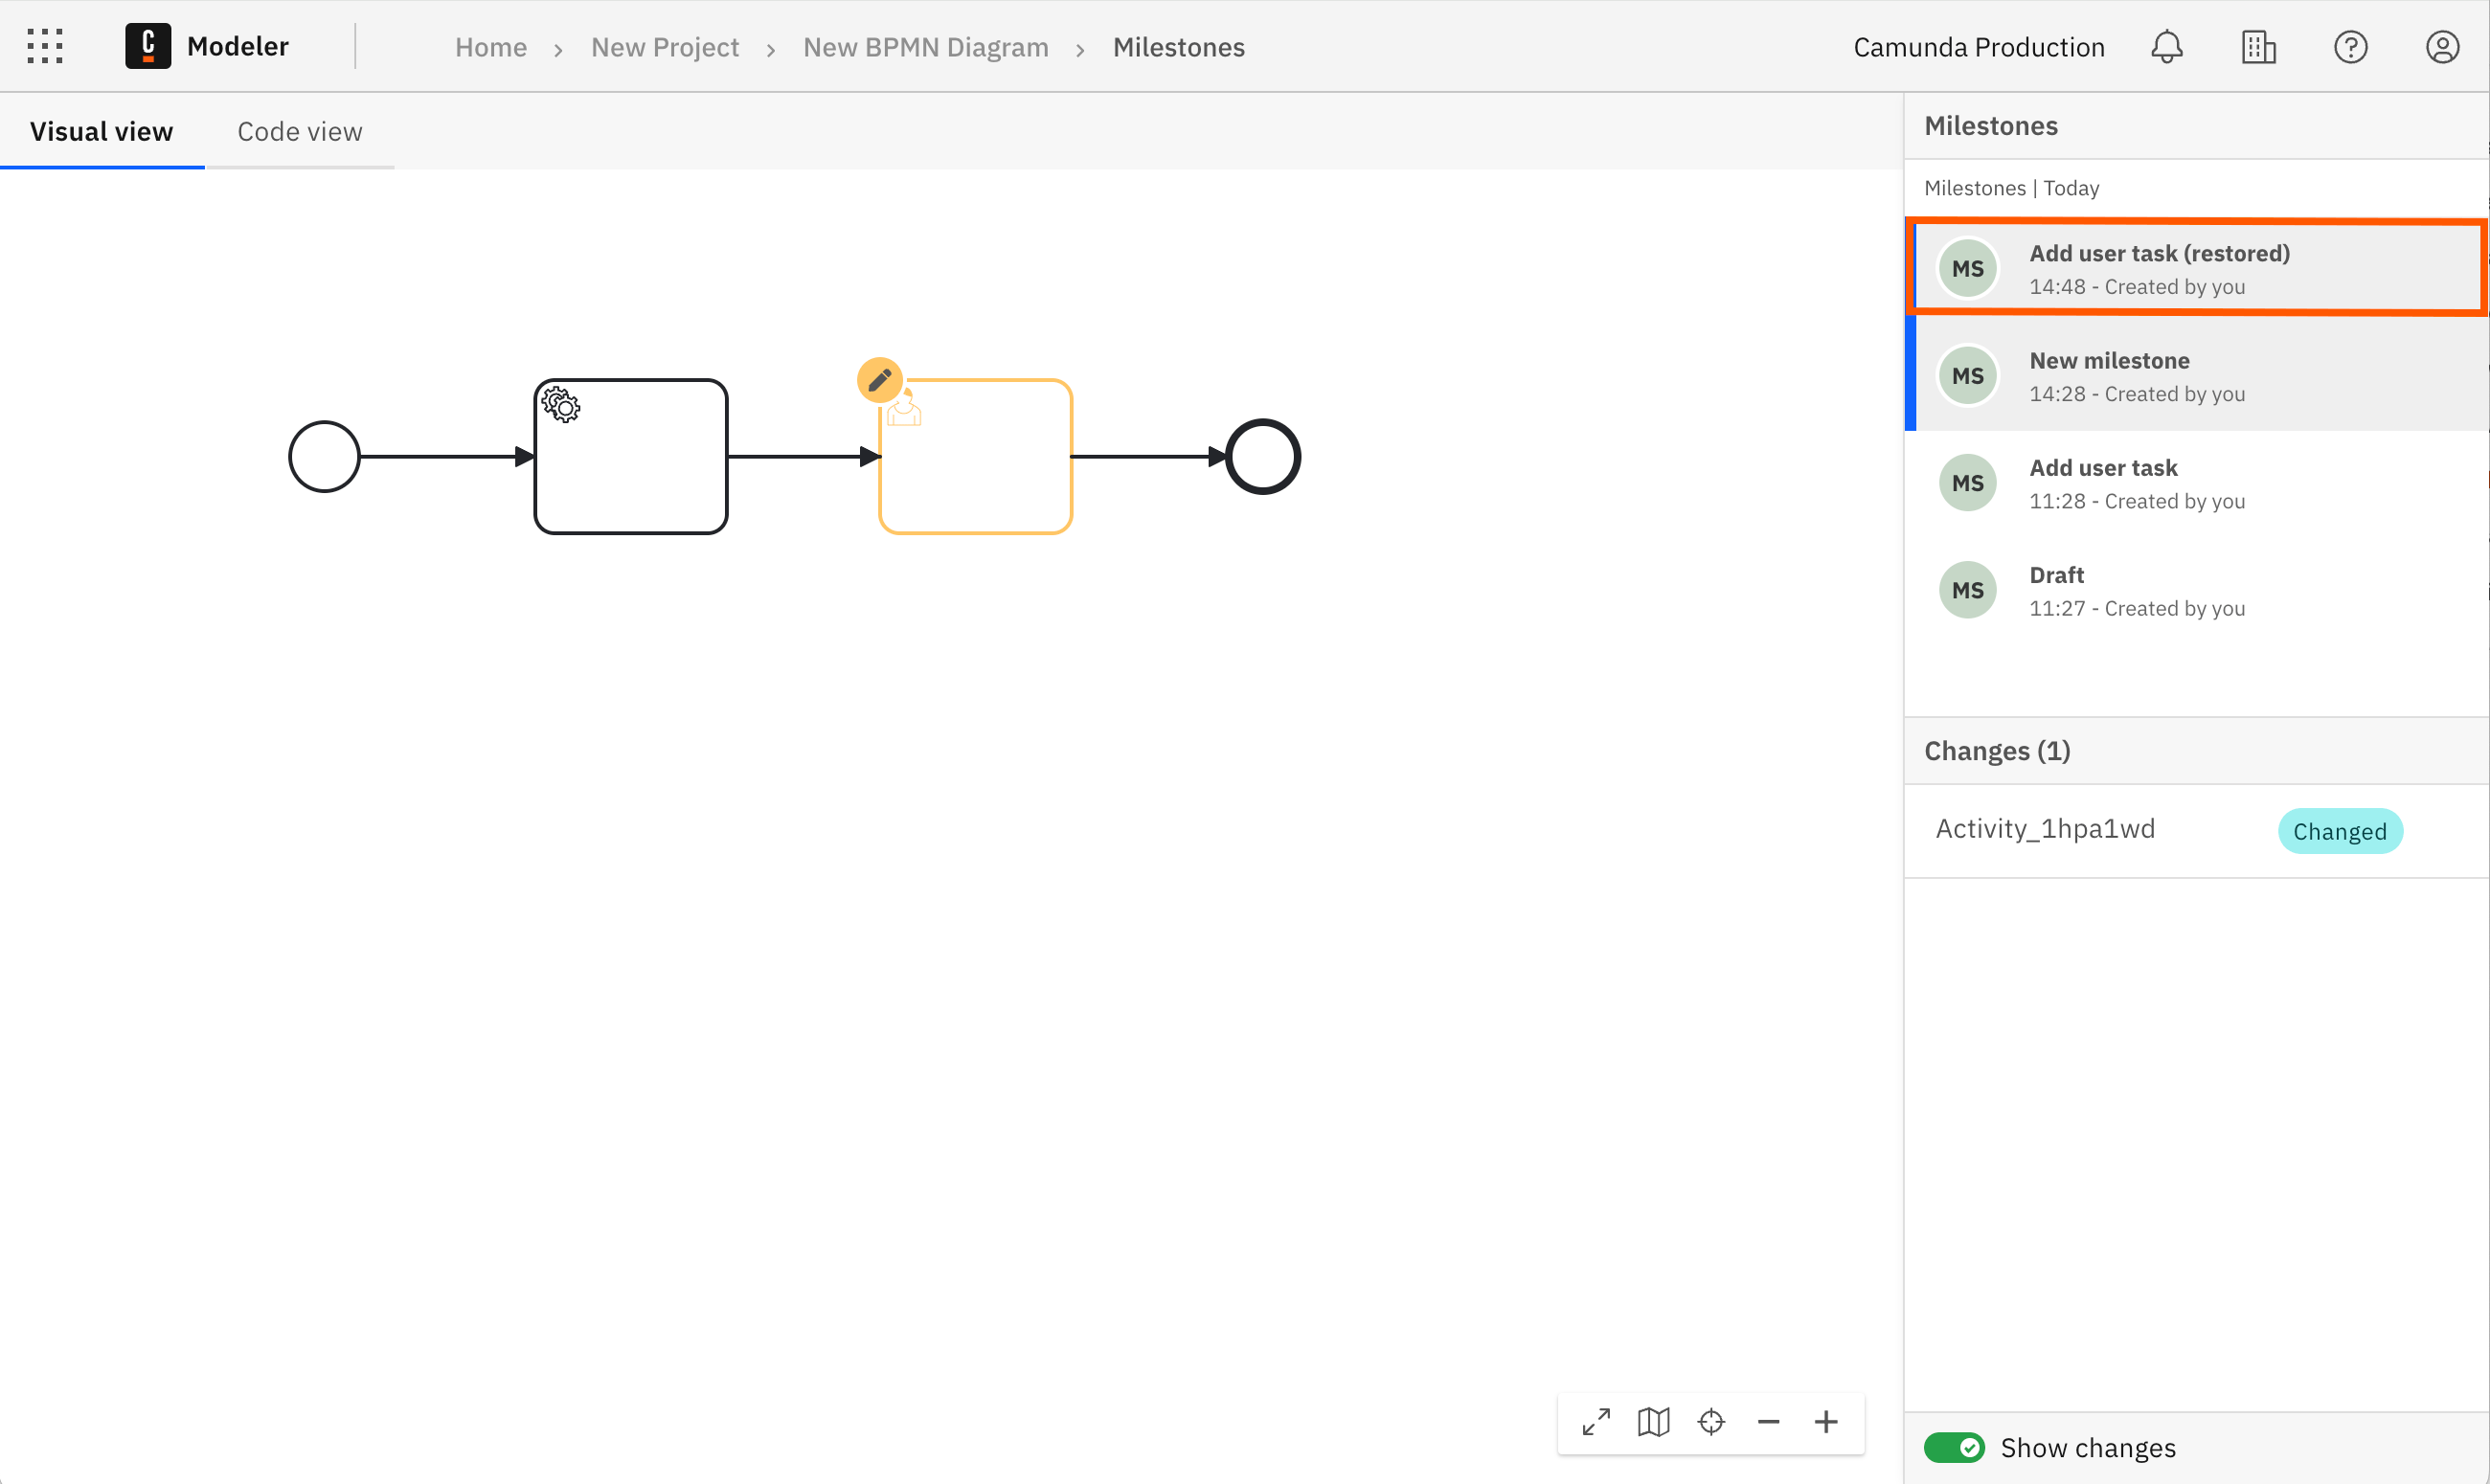 C
Modeler
Home
New Project
New BPMN Diagram
Milestones
Camunda Production
Visual view
Code view
Milestones
Milestones | Today
MS
Add user task (restored)
14:48 - Created by you
MS
New milestone
14:28 - Created by you
MS
Add user task
11:28 - Created by you
MS
Draft
11:27 - Created by you
Changes (1)
Activity_1hpa1wd
Changed
Show changes